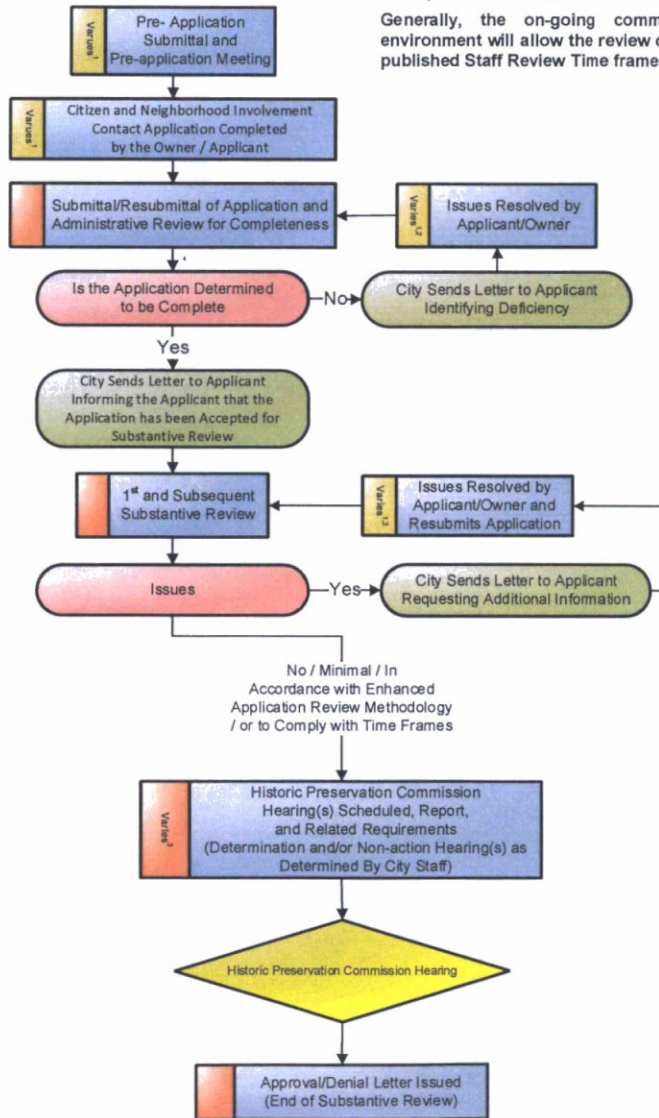 Generally, the on-going comm
environment will allow the review o
published Staff Review Time frame
Varues¹
Pre- Application
Submittal and
Pre-application Meeting
Varues¹
Citizen and Neighborhood Involvement
Contact Application Completed
by the Owner / Applicant
Submittal/Resubmittal of Application and
Administrative Review for Completeness
Varies¹,²
Issues Resolved by
Applicant/Owner
Is the Application Determined
to be Complete
No
City Sends Letter to Applicant
Identifying Deficiency
Yes
City Sends Letter to Applicant
Informing the Applicant that the
Application has been Accepted for
Substantive Review
1st and Subsequent
Substantive Review
Varies¹,²
Issues Resolved by
Applicant/Owner and
Resubmits Application
Issues
Yes
City Sends Letter to Applicant
Requesting Additional Information
No / Minimal / In
Accordance with Enhanced
Application Review Methodology
/ or to Comply with Time Frames
Varies³
Historic Preservation Commission
Hearing(s) Scheduled, Report,
and Related Requirements
(Determination and/or Non-action Hearing(s) as
Determined By City Staff)
Historic Preservation Commission Hearing
Approval/Denial Letter Issued
(End of Substantive Review)